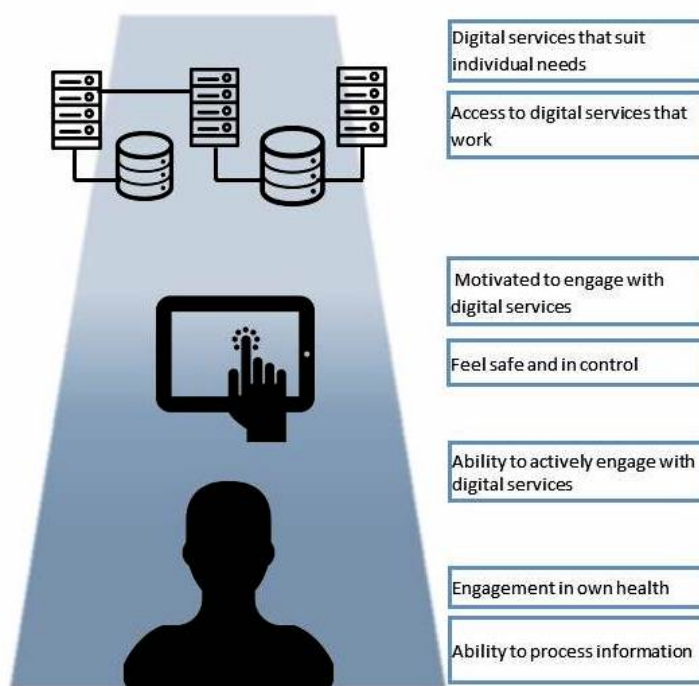 Digital services that suit
individual needs
Access to digital services that
work
Motivated to engage with
digital services
Feel safe and in control
Ability to actively engage with
digital services
Engagement in own health
Ability to process information